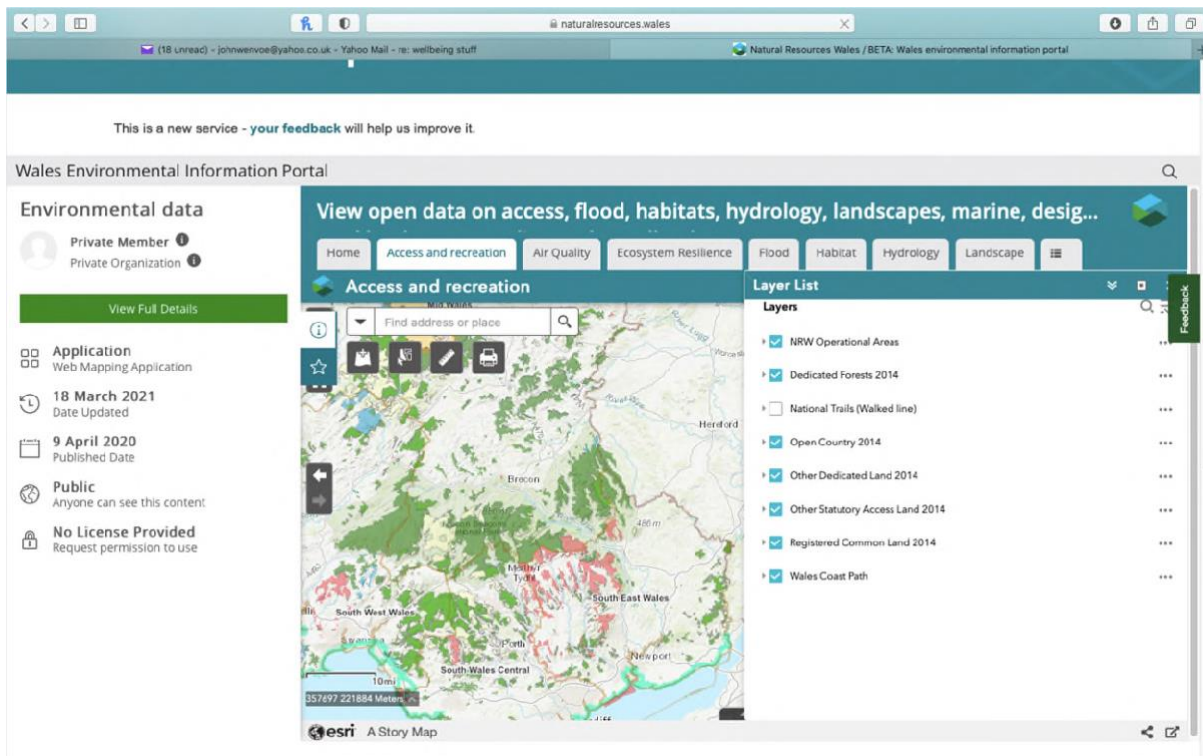 naturalresources.wales
(18 unread) - johnwenvoe@yahoo.co.uk - Yahoo Mail - re: wellbeing stuff
Natural Resources Wales / BETA: Wales environmental information portal
This is a new service - your feedback will help us improve it.
Wales Environmental Information Portal
Environmental data
Private Member
Private Organization
View Full Details
Application
Web Mapping Application
18 March 2021
Date Updated
9 April 2020
Published Date
Public
Anyone can see this content
No License Provided
Request permission to use
View open data on access, flood, habitats, hydrology, landscapes, marine, desig...
Home
Access and recreation
Air Quality
Ecosystem Resilience
Flood
Habitat
Hydrology
Landscape
Access and recreation
Find address or place
Mid Wales
Hereford
Brecon
486 m
Merthyr
Tydfil
South East Wales
South West Wales
Swansea
Porth
Newport
South Wales Central
10mi
357697 221884 Meters
esri A Story Map
Layer List
Layers
NRW Operational Areas
Dedicated Forests 2014
National Trails (Walked line)
Open Country 2014
Other Dedicated Land 2014
Other Statutory Access Land 2014
Registered Common Land 2014
Wales Coast Path
Feedback